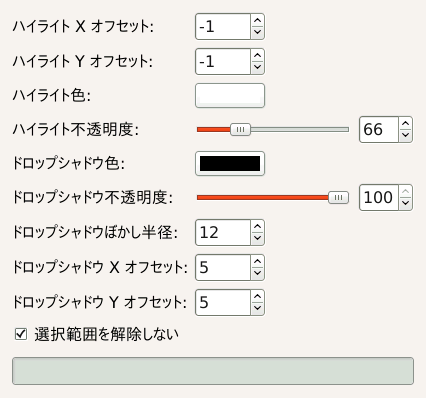 ハイライト X オフセット: -1
ハイライト Y オフセット: -1
ハイライト色:
ハイライト不透明度: 66
ドロップシャドウ色:
ドロップシャドウ不透明度: 100
ドロップシャドウぼかし半径: 12
ドロップシャドウ X オフセット: 5
ドロップシャドウ Y オフセット: 5
選択範囲を解除しない